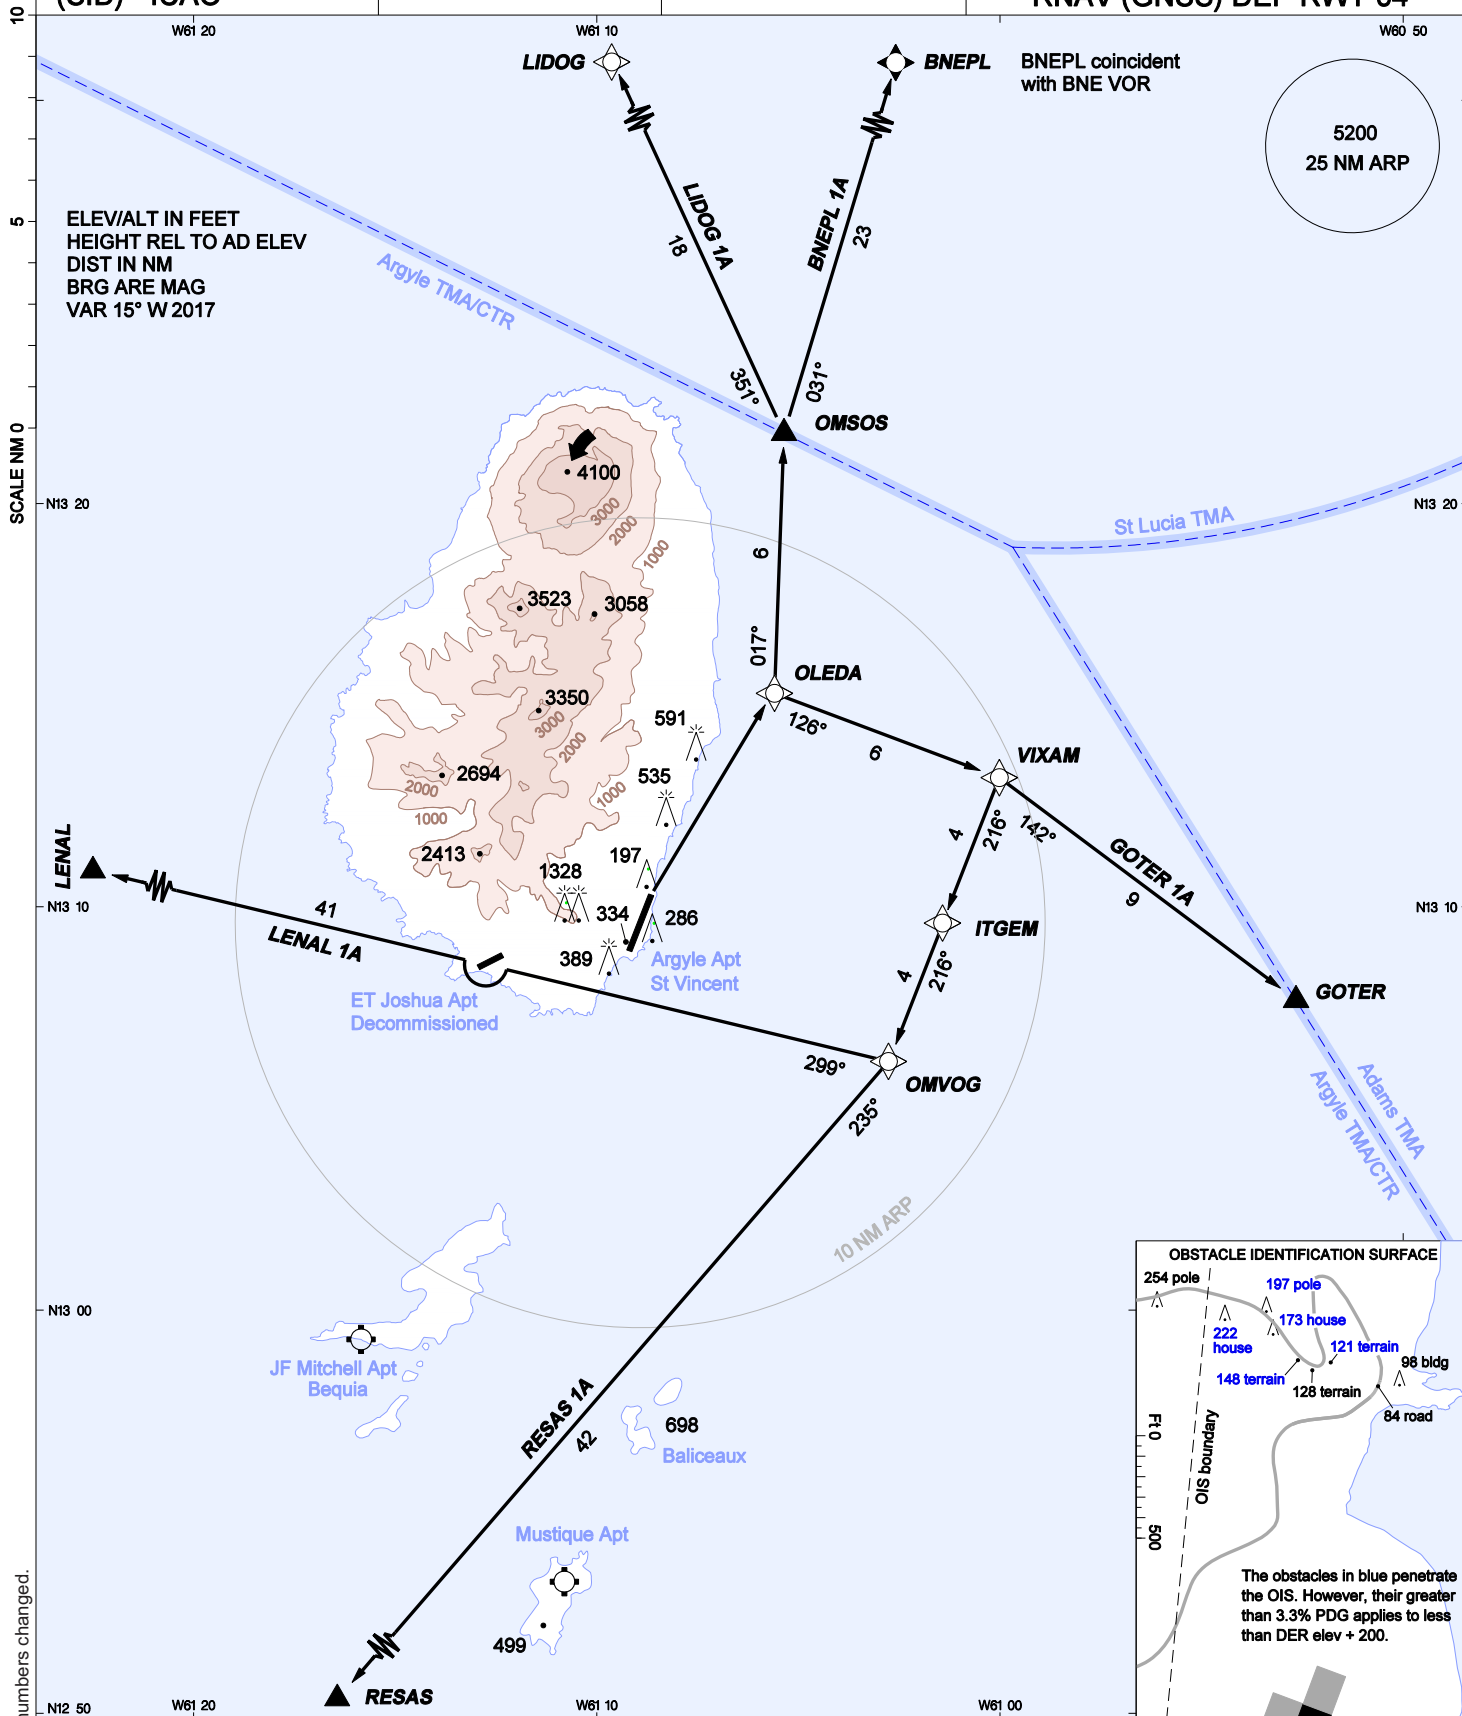 (SID) - ICAO
RNAV (GNSS) DEP RWY 04
10
W61 20
W61 10
W60 50
LIDOG
BNEPL
BNEPL coincident
with BNE VOR
5200
25 NM ARP
5
ELEV/ALT IN FEET
HEIGHT REL TO AD ELEV
DIST IN NM
BRG ARE MAG
VAR 15° W 2017
LIDOG 1A
18
BNEPL 1A
23
Argyle TMA/CTR
351°
031°
OMSOS
SCALE NM 0
4100
3000
2000
1000
N13 20
N13 20
St Lucia TMA
6
3523
3058
017°
OLEDA
126°
6
3350
3000
2000
591
VIXAM
2694
2000
1000
535
1000
4
216°
142°
GOTER 1A
9
LENAL
2413
197
1328
N13 10
N13 10
41
LENAL 1A
334
286
ITGEM
389
Argyle Apt
St Vincent
4
216°
ET Joshua Apt
Decommissioned
GOTER
299°
OMVOG
235°
Adams TMA
Argyle TMA/CTR
10 NM ARP
N13 00
JF Mitchell Apt
Bequia
RESAS 1A
42
698
Baliceaux
Mustique Apt
499
RESAS
N12 50
W61 20
W61 10
W61 00
numbers changed.
OBSTACLE IDENTIFICATION SURFACE
254 pole
197 pole
173 house
222
house
121 terrain
148 terrain
98 bldg
128 terrain
84 road
Ft 0
500
OIS boundary
The obstacles in blue penetrate
the OIS. However, their greater
than 3.3% PDG applies to less
than DER elev + 200.